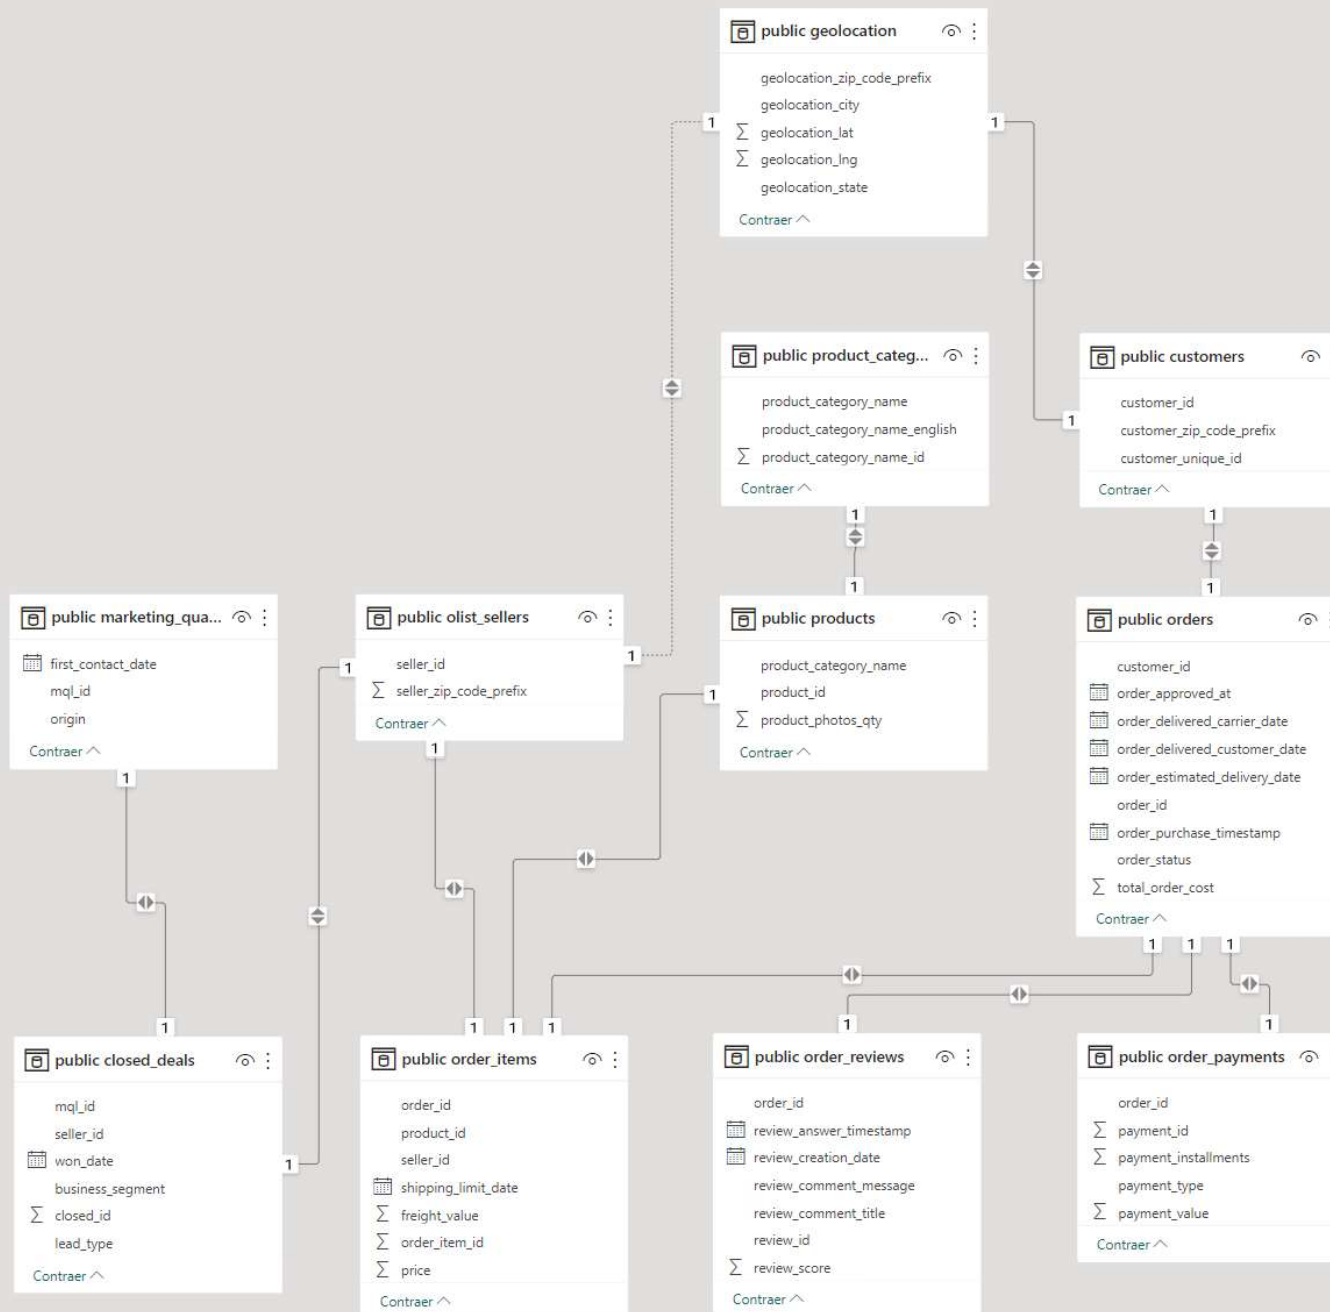 public geolocation
geolocation_zip_code_prefix
geolocation_city
∑ geolocation_lat
∑ geolocation_lng
geolocation_state
Contraer
1
1
public product_categ...
product_category_name
product_category_name_english
∑ product_category_name_id
Contraer
1
1
public customers
customer_id
customer_zip_code_prefix
customer_unique_id
Contraer
1
1
1
public marketing_qua...
first_contact_date
mql_id
origin
Contraer
1
public olist_sellers
seller_id
∑ seller_zip_code_prefix
Contraer
1
1
1
public products
product_category_name
product_id
∑ product_photos_qty
Contraer
1
public orders
customer_id
order_approved_at
order_delivered_carrier_date
order_delivered_customer_date
order_estimated_delivery_date
order_id
order_purchase_timestamp
order_status
∑ total_order_cost
Contraer
1 1 1
1
public closed_deals
mql_id
seller_id
won_date
business_segment
∑ closed_id
lead_type
Contraer
1
1 1 1
public order_items
order_id
product_id
seller_id
shipping_limit_date
∑ freight_value
∑ order_item_id
∑ price
Contraer
1
public order_reviews
order_id
review_answer_timestamp
review_creation_date
review_comment_message
review_comment_title
review_id
∑ review_score
Contraer
1
public order_payments
order_id
∑ payment_id
∑ payment_installments
payment_type
∑ payment_value
Contraer